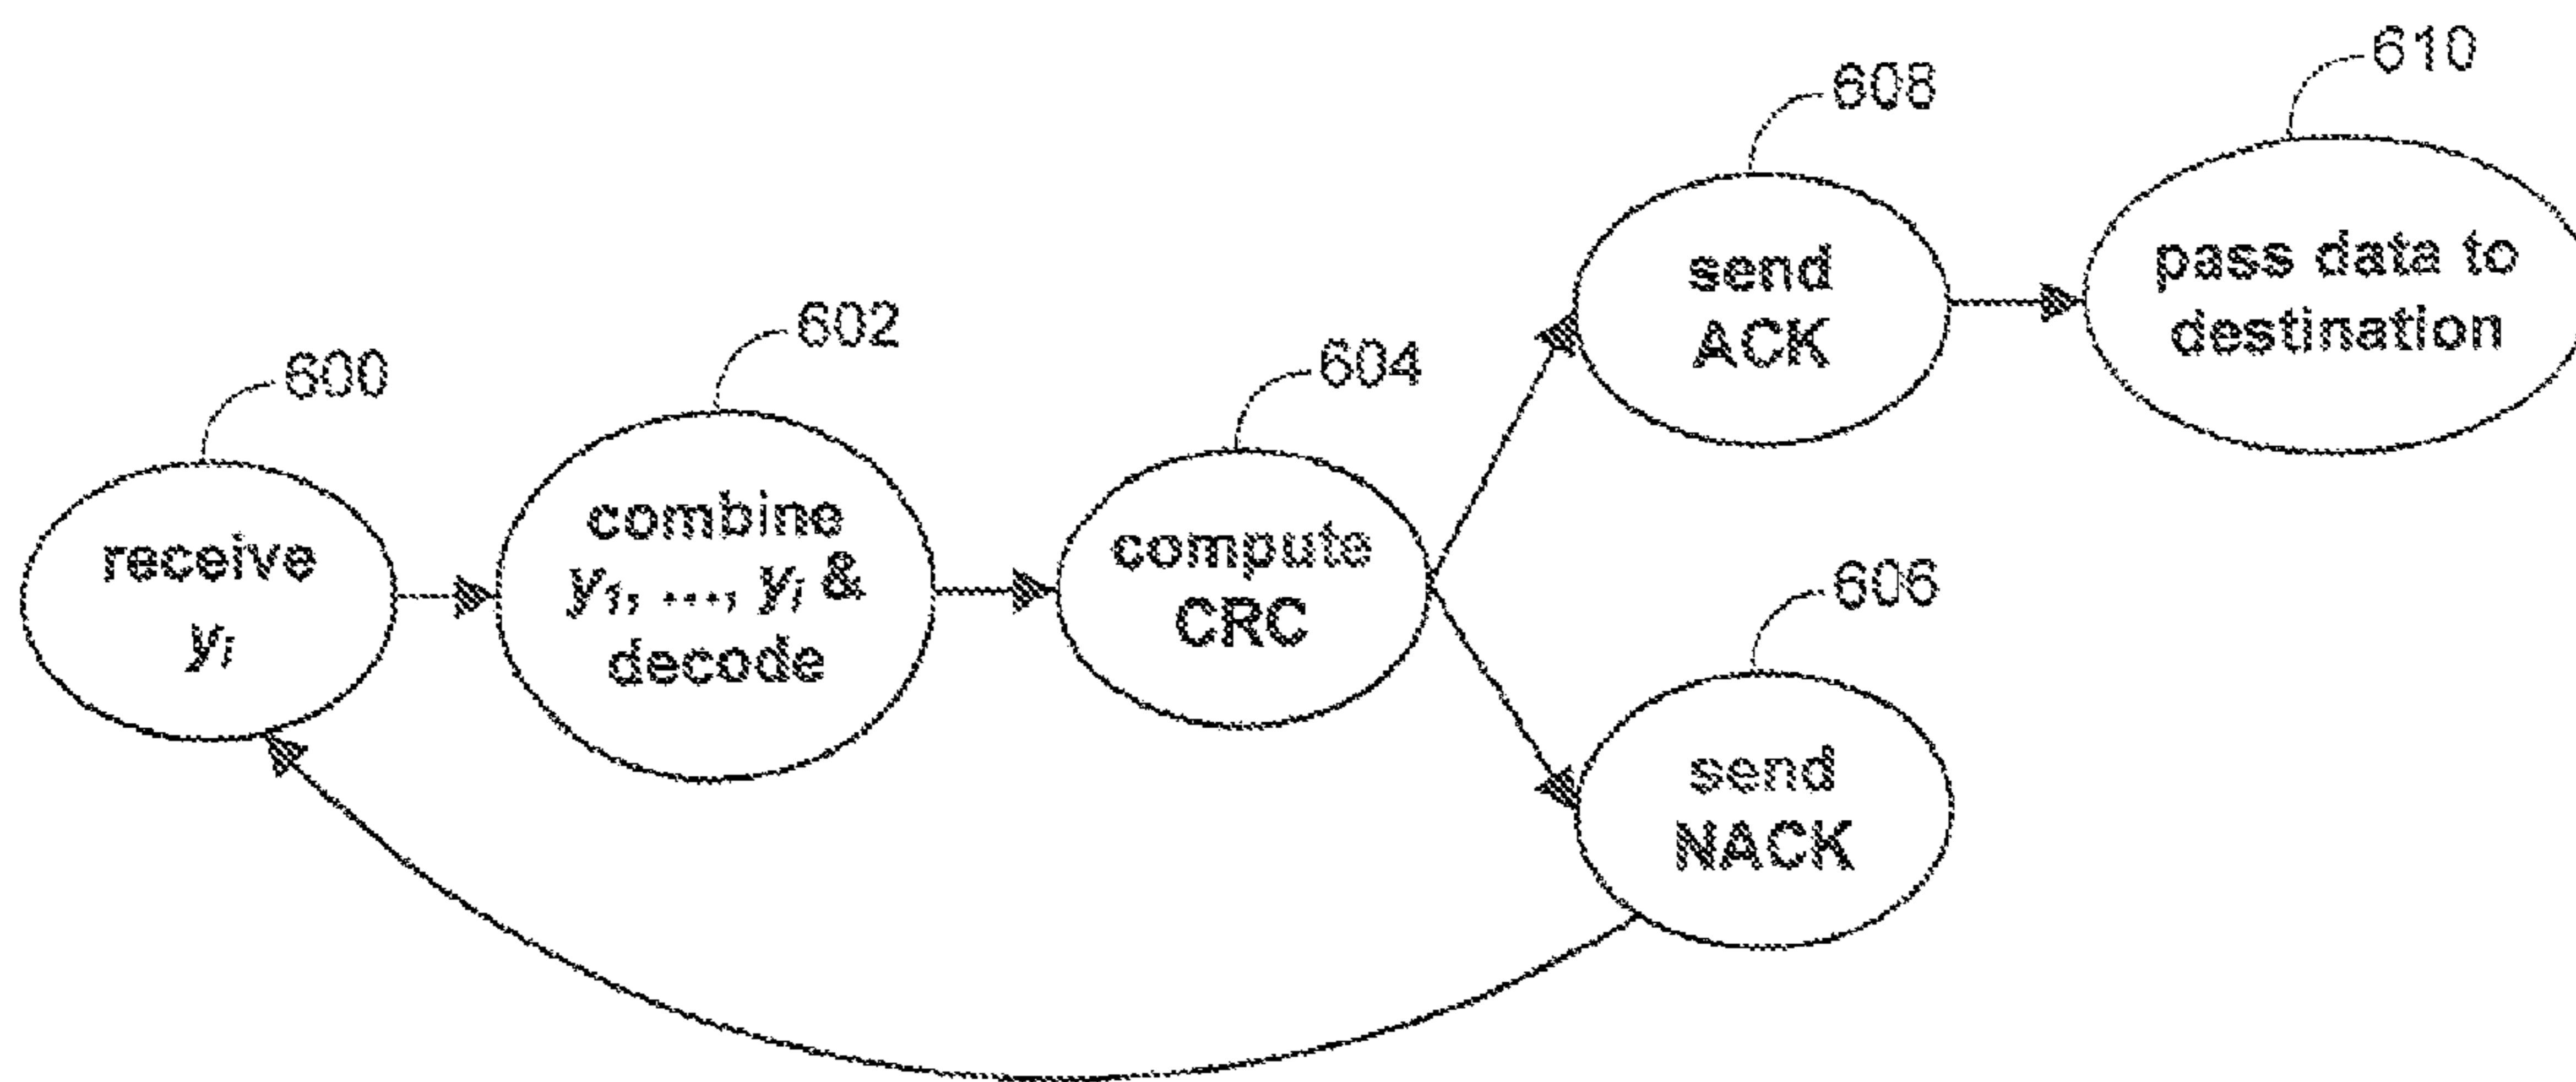 600
receive
yi
602
combine
y1, ..., yi &
decode
604
compute
CRC
608
send
ACK
610
pass data to
destination
606
send
NACK